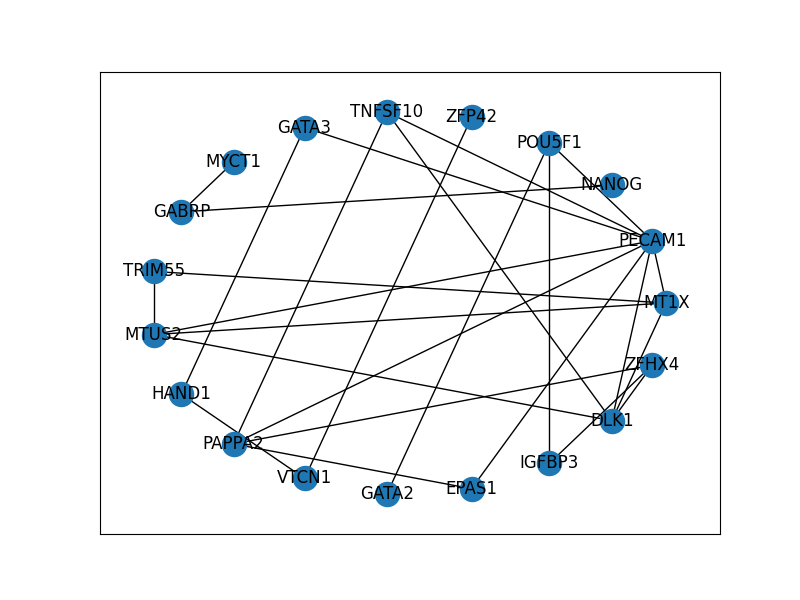 TNFSF10
ZFP42
GATA3
POU5F1
MYCT1
NANOG
GABRP
PECAM1
TRIM55
MT1X
MTUS2
ZFHX4
HAND1
DLK1
PAPPA2
IGFBP3
VTCN1
EPAS1
GATA2